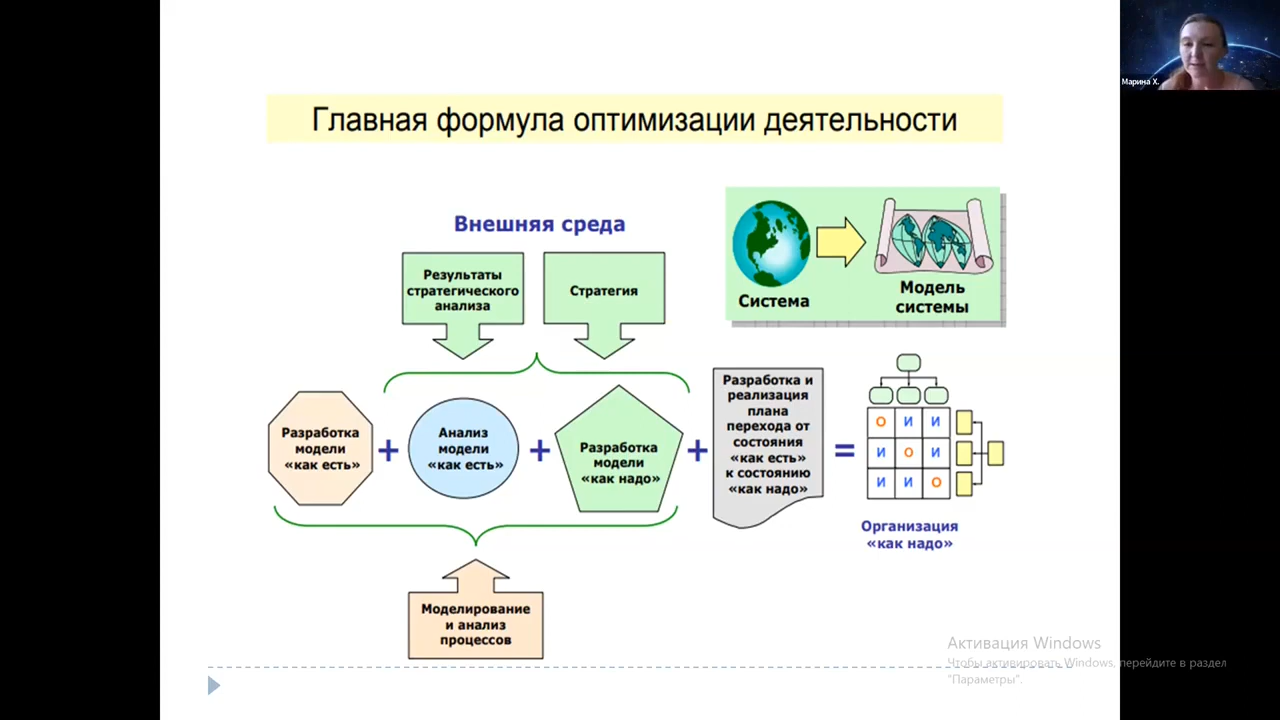 Марина Х.
Главная формула оптимизации деятельности
Внешняя среда
Результаты
стратегического
анализа
Стратегия
Система
Модель
системы
Разработка
модели
«как есть»
+
Анализ
модели
«как есть»
+
Разработка
модели
«как надо»
+
Разработка и
реализация
плана
перехода от
состояния
«как есть»
к состоянию
«как надо»
=
О И И
И О И
И И О
Организация
«как надо»
Моделирование
и анализ
процессов
Активация Windows
Чтобы активировать Windows, перейдите в раздел
"Параметры".